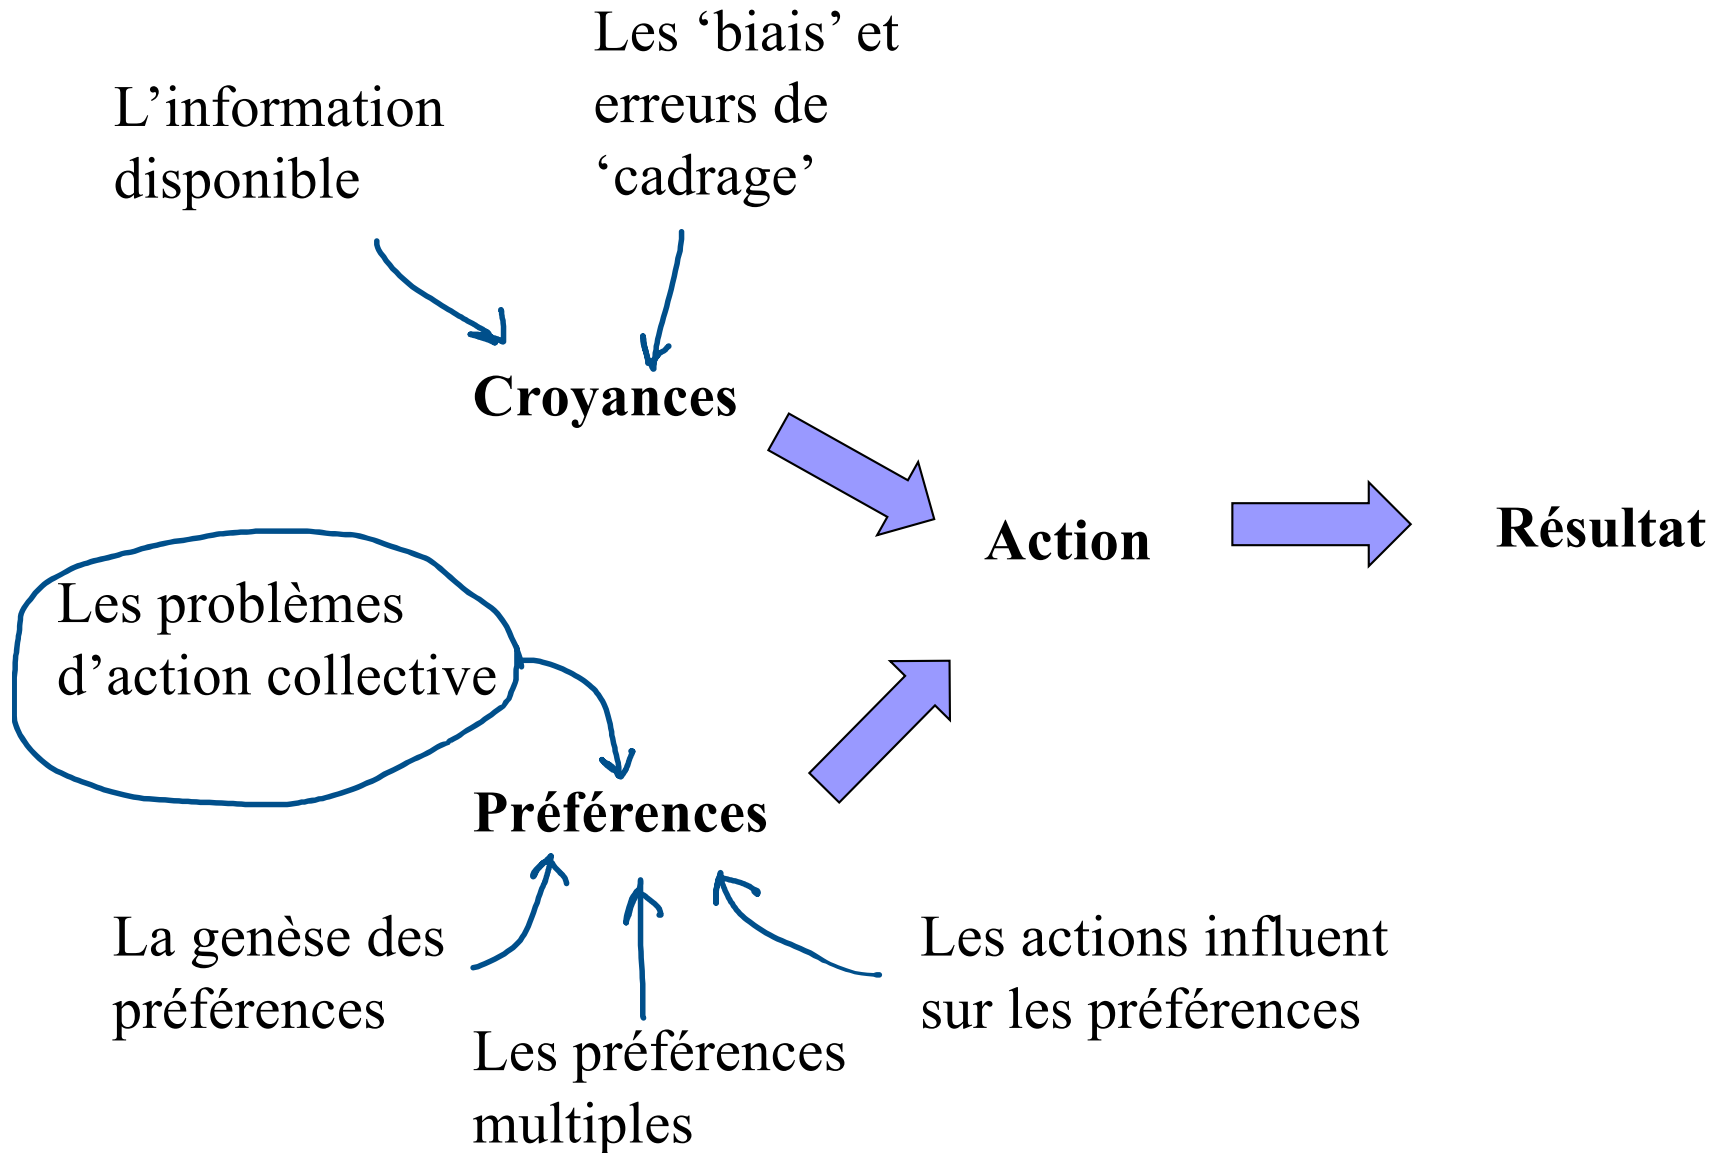 Les ‘biais’ et
erreurs de
‘cadrage’
L’information
disponible
Croyances
Action
Résultat
Les problèmes
d’action collective
Préférences
La genèse des
préférences
Les préférences
multiples
Les actions influent
sur les préférences